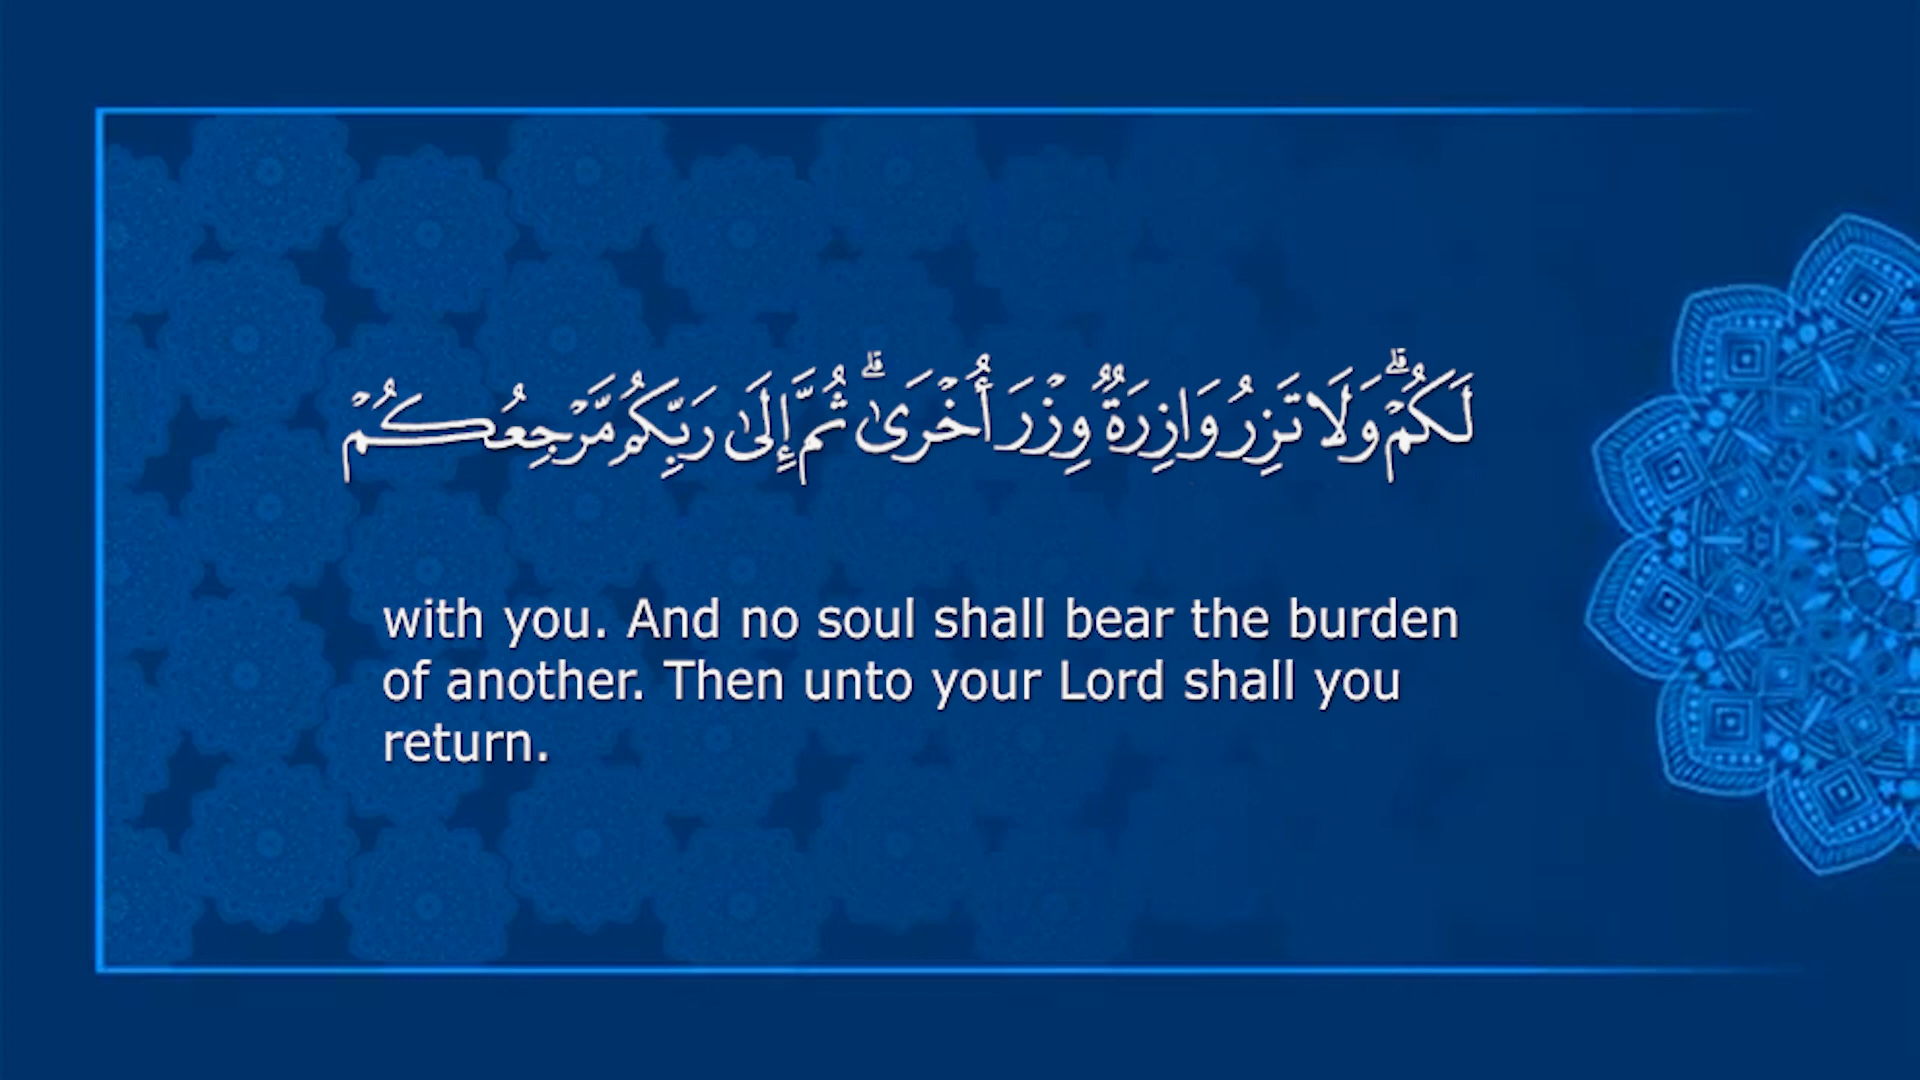 لَكُمْ ۗ وَلَا تَزِرُ وَازِرَةٌ وِزْرَ أُخْرَىٰ ۗ ثُمَّ إِلَىٰ رَبِّكُم مَّرْجِعُكُمْ
with you. And no soul shall bear the burden
of another. Then unto your Lord shall you
return.